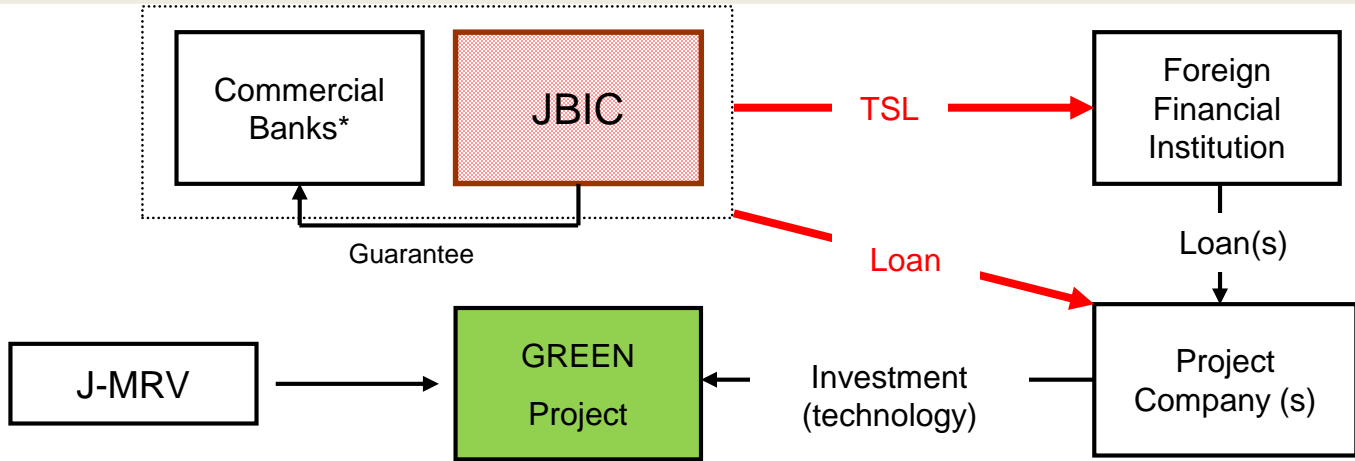 Commercial
Banks*
JBIC
TSL
Foreign
Financial
Institution
Guarantee
Loan
Loan(s)
J-MRV
GREEN
Project
Investment
(technology)
Project
Company (s)